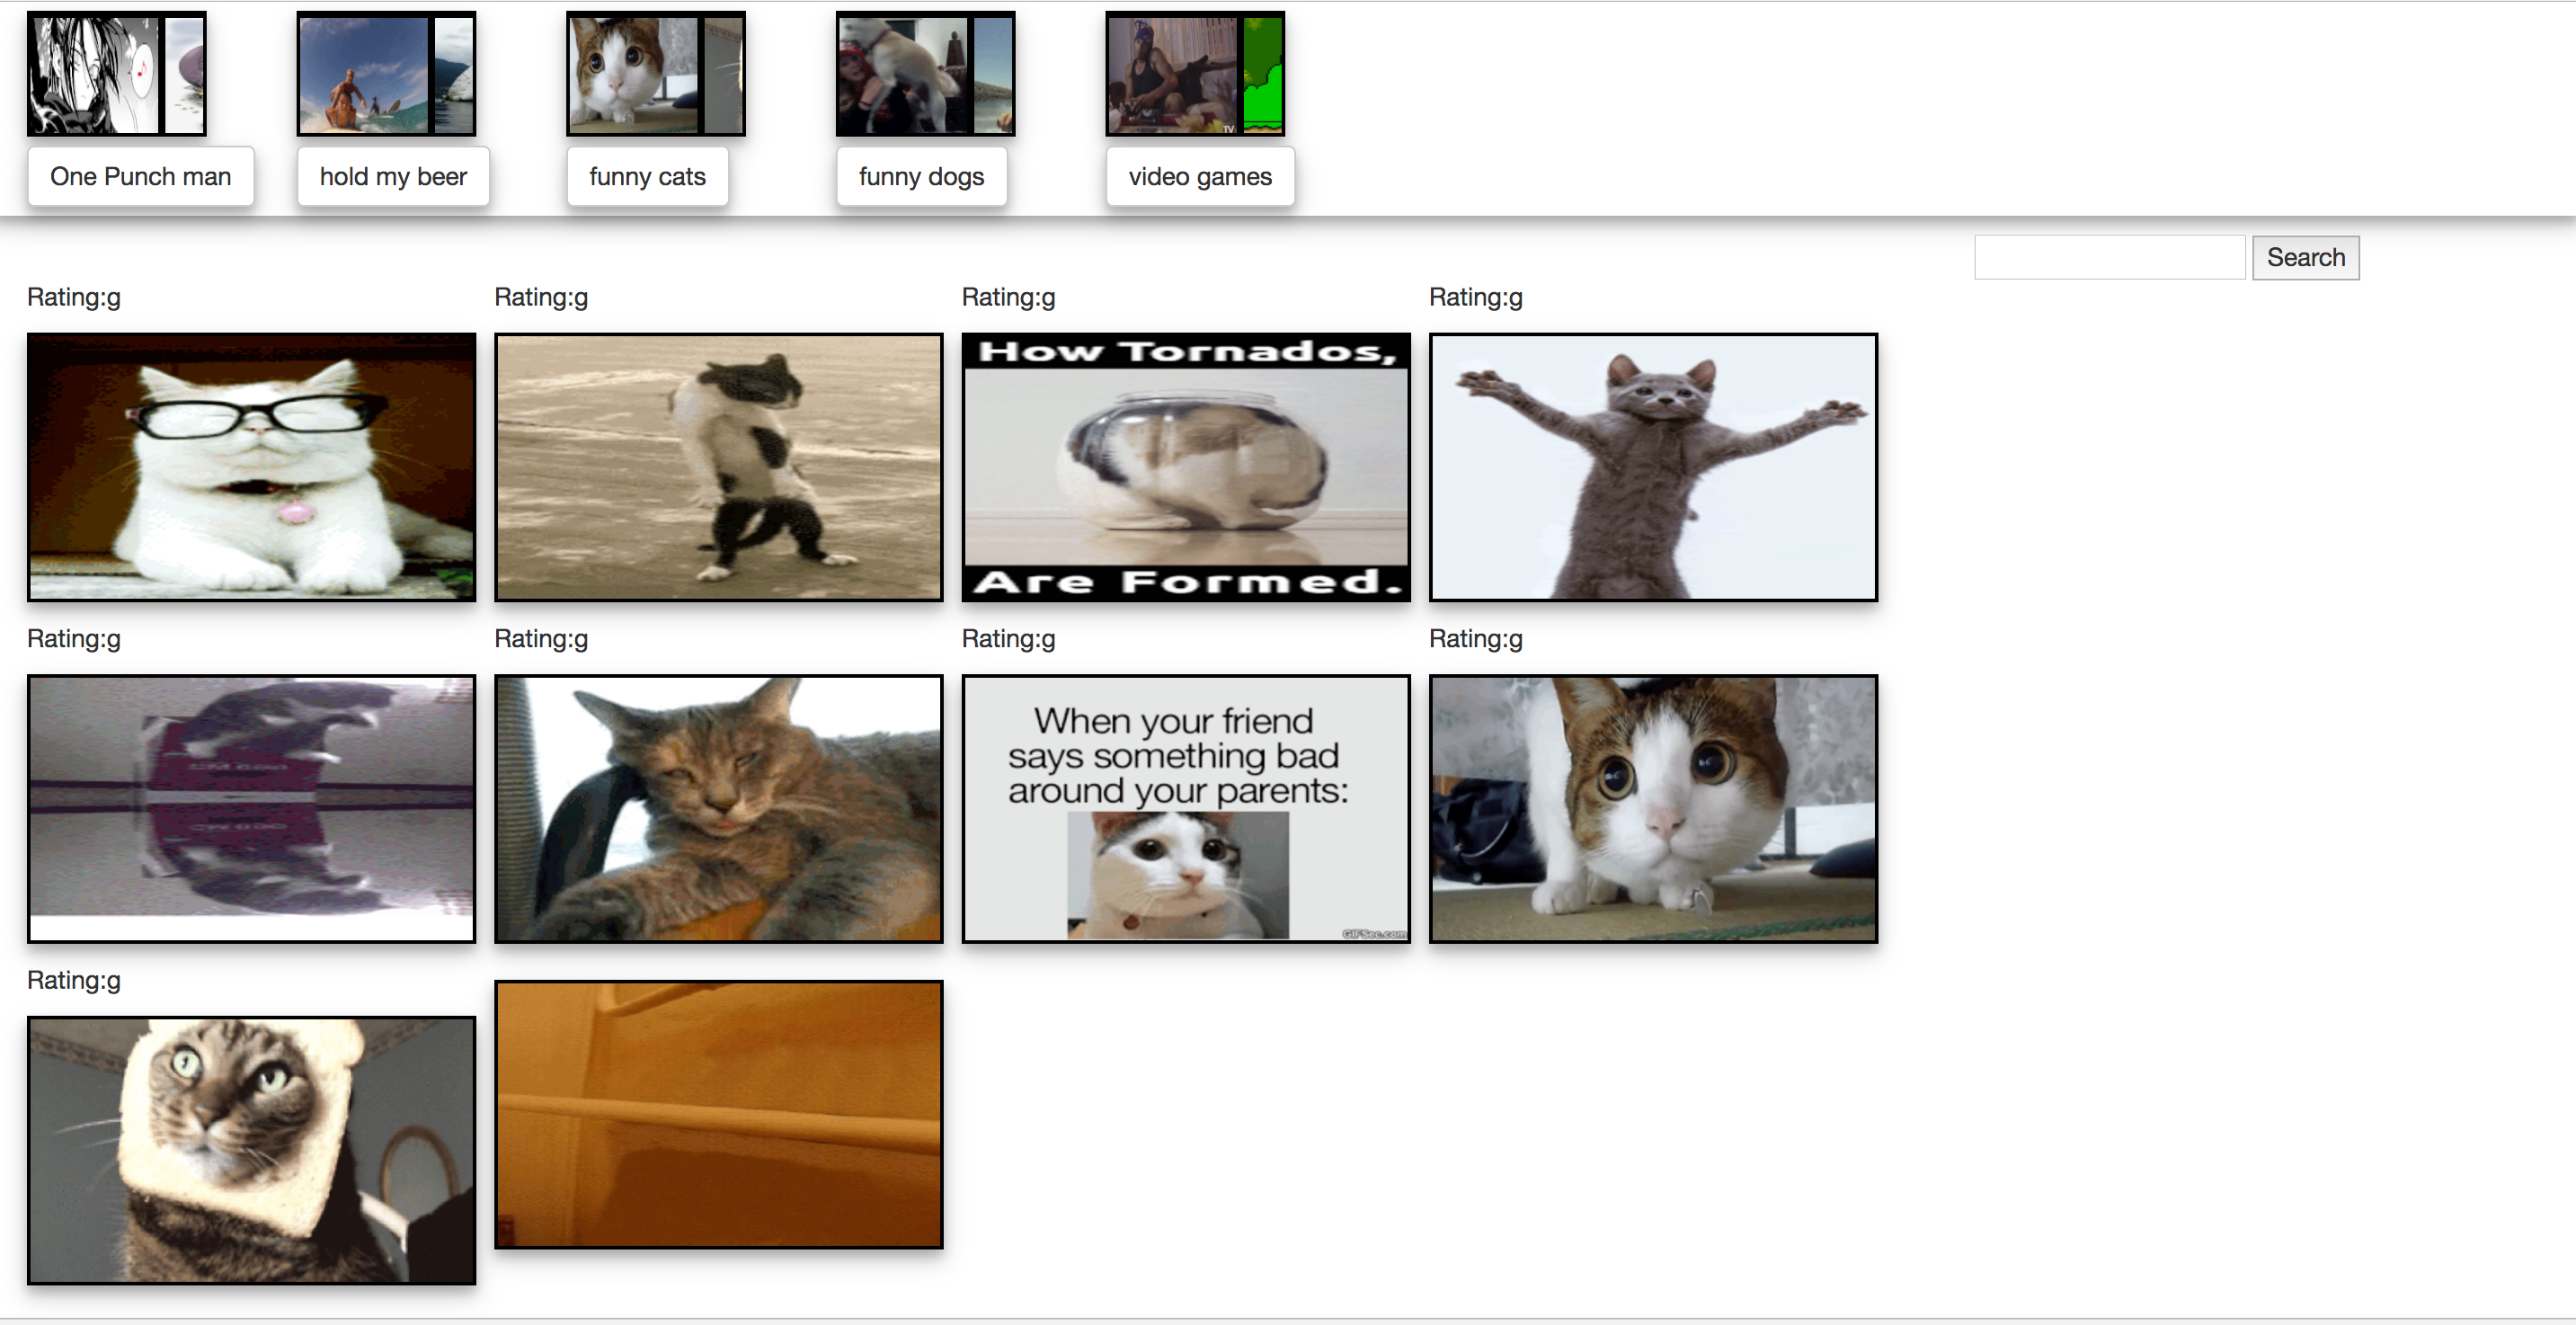 TV
One Punch man
hold my beer
funny cats
funny dogs
video games
Search
Rating:g
Rating:g
Rating:g
Rating:g
How Tornados,
Are Formed.
Rating:g
Rating:g
Rating:g
Rating:g
When your friend
says something bad
around your parents:
GIFSec.com
Rating:g